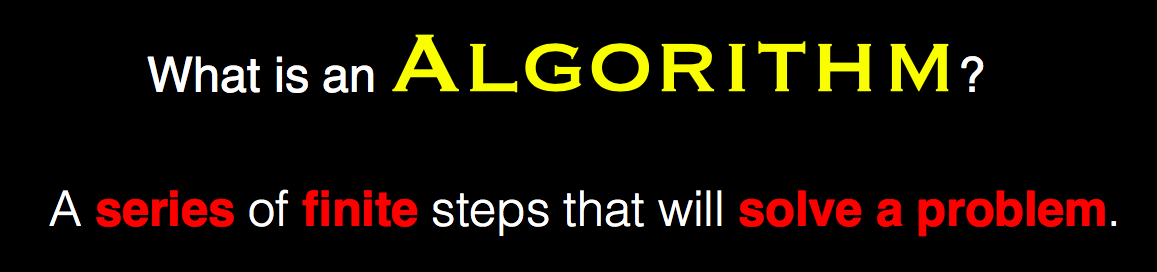 What is an ALGORITHM?
A series of finite steps that will solve a problem.